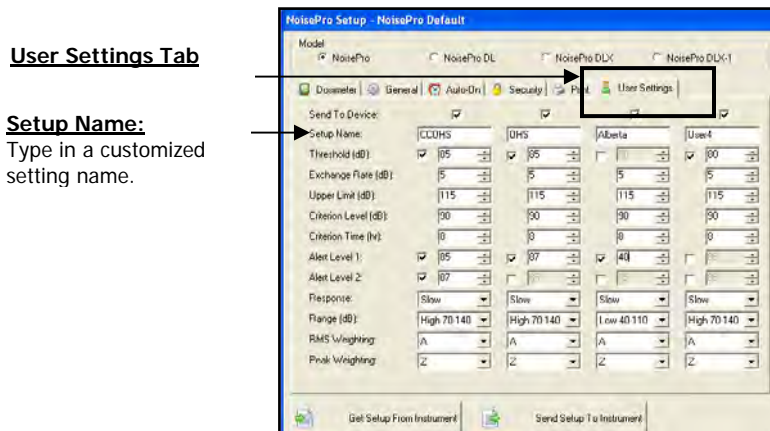 User Settings Tab
Setup Name:
Type in a customized
setting name.
NoisePro Setup - NoisePro Default
Model
NoisePro NoisePro DL NoisePro DLX NoisePro DLX-1
Dosimeter General Auto-On Security Print User Settings
Send To Device:
Setup Name: CCOHS OHS Alberta User4
Threshold (dB): 85 85 80
Exchange Rate (dB): 5 5 5 5
Upper Limit (dB): 115 115 115 115
Criterion Level (dB): 90 90 90 90
Criterion Time (hr): 8 8 8 8
Alert Level 1: 85 87 40
Alert Level 2: 87
Response: Slow Slow Slow Slow
Range (dB): High 70-140 High 70-140 Low 40-110 High 70-140
RMS Weighting: A A A A
Peak Weighting: Z Z Z Z
Get Setup From Instrument Send Setup To Instrument